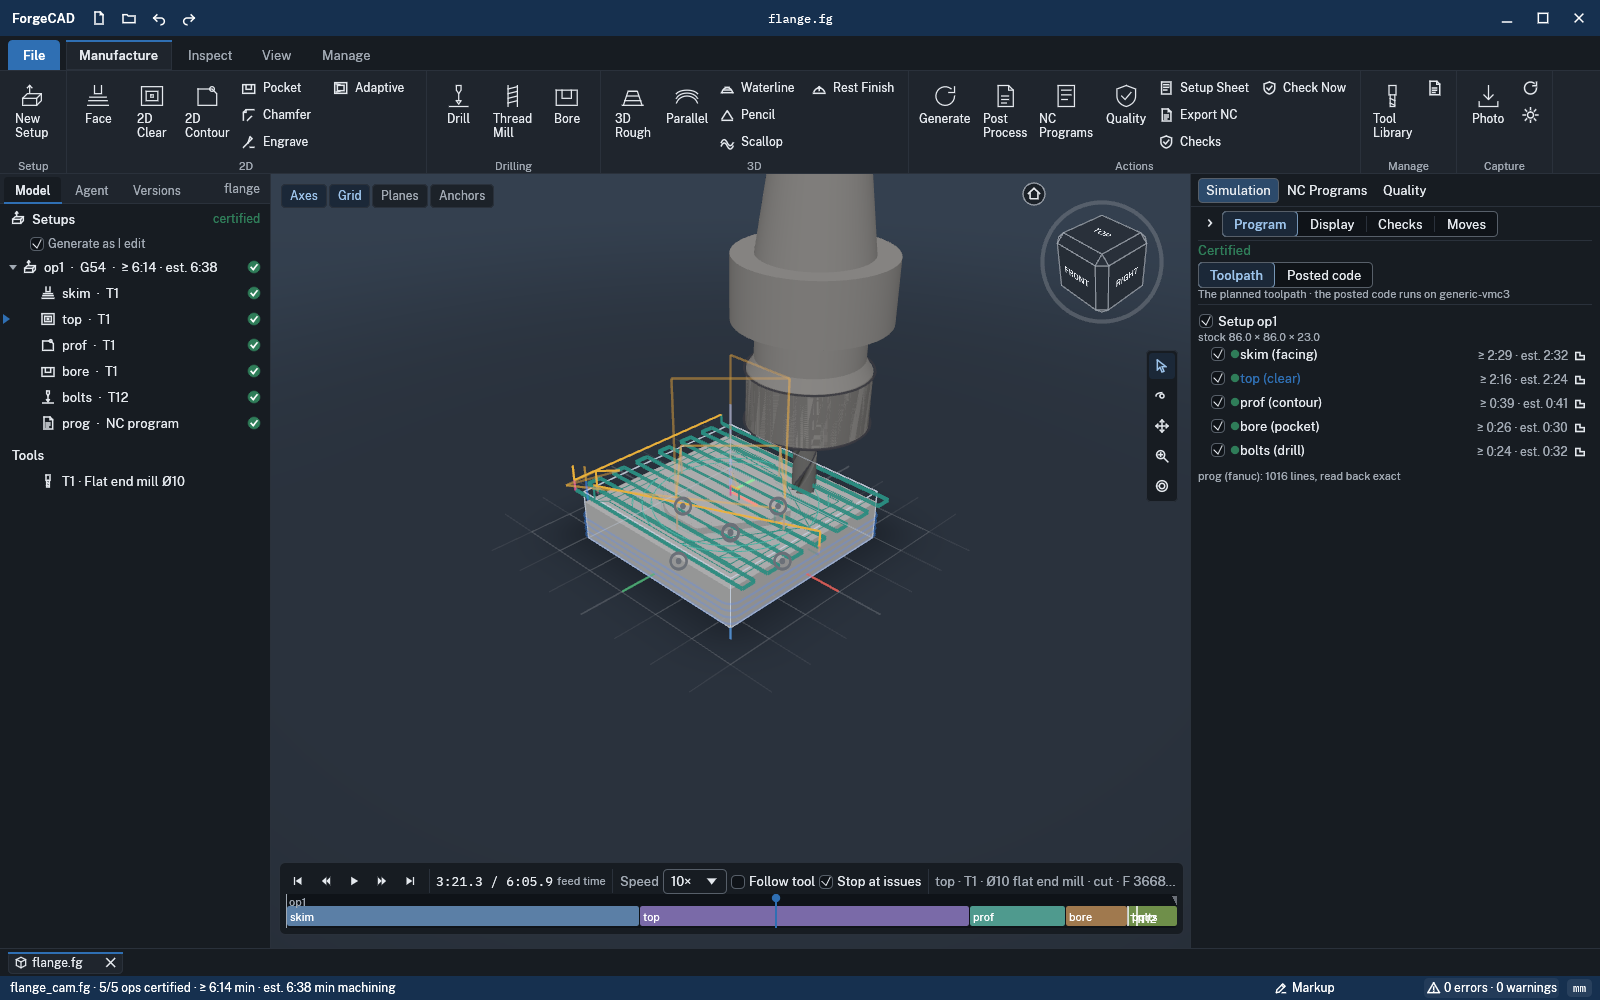 ForgeCAD
flange.fg
File
Manufacture
Inspect
View
Manage
New Setup
Face
2D Clear
2D Contour
Pocket
Chamfer
Engrave
Adaptive
Drill
Thread Mill
Bore
3D Rough
Parallel
Waterline
Pencil
Scallop
Rest Finish
Generate
Post Process
NC Programs
Quality
Setup Sheet
Export NC
Checks
Check Now
Tool Library
Photo
Setup
2D
Drilling
3D
Actions
Manage
Capture
Model
Agent
Versions
flange
Setups
certified
Generate as I edit
op1 · G54 · ≥ 6:14 · est. 6:38
skim · T1
top · T1
prof · T1
bore · T1
bolts · T12
prog · NC program
Tools
T1 · Flat end mill Ø10
Axes
Grid
Planes
Anchors
TOP
FRONT
RIGHT
Simulation
NC Programs
Quality
Program
Display
Checks
Moves
Certified
Toolpath
Posted code
The planned toolpath · the posted code runs on generic-vmc3
Setup op1
stock 86.0 × 86.0 × 23.0
skim (facing) ≥ 2:29 · est. 2:32
top (clear) ≥ 2:16 · est. 2:24
prof (contour) ≥ 0:39 · est. 0:41
bore (pocket) ≥ 0:26 · est. 0:30
bolts (drill) ≥ 0:24 · est. 0:32
prog (fanuc): 1016 lines, read back exact
3:21.3 / 6:05.9 feed time
Speed
10×
Follow tool
Stop at issues
top · T1 · Ø10 flat end mill · cut · F 3668...
op1
skim
top
prof
bore
flange.fg
flange_cam.fg · 5/5 ops certified · ≥ 6:14 min · est. 6:38 min machining
Markup
0 errors · 0 warnings
mm